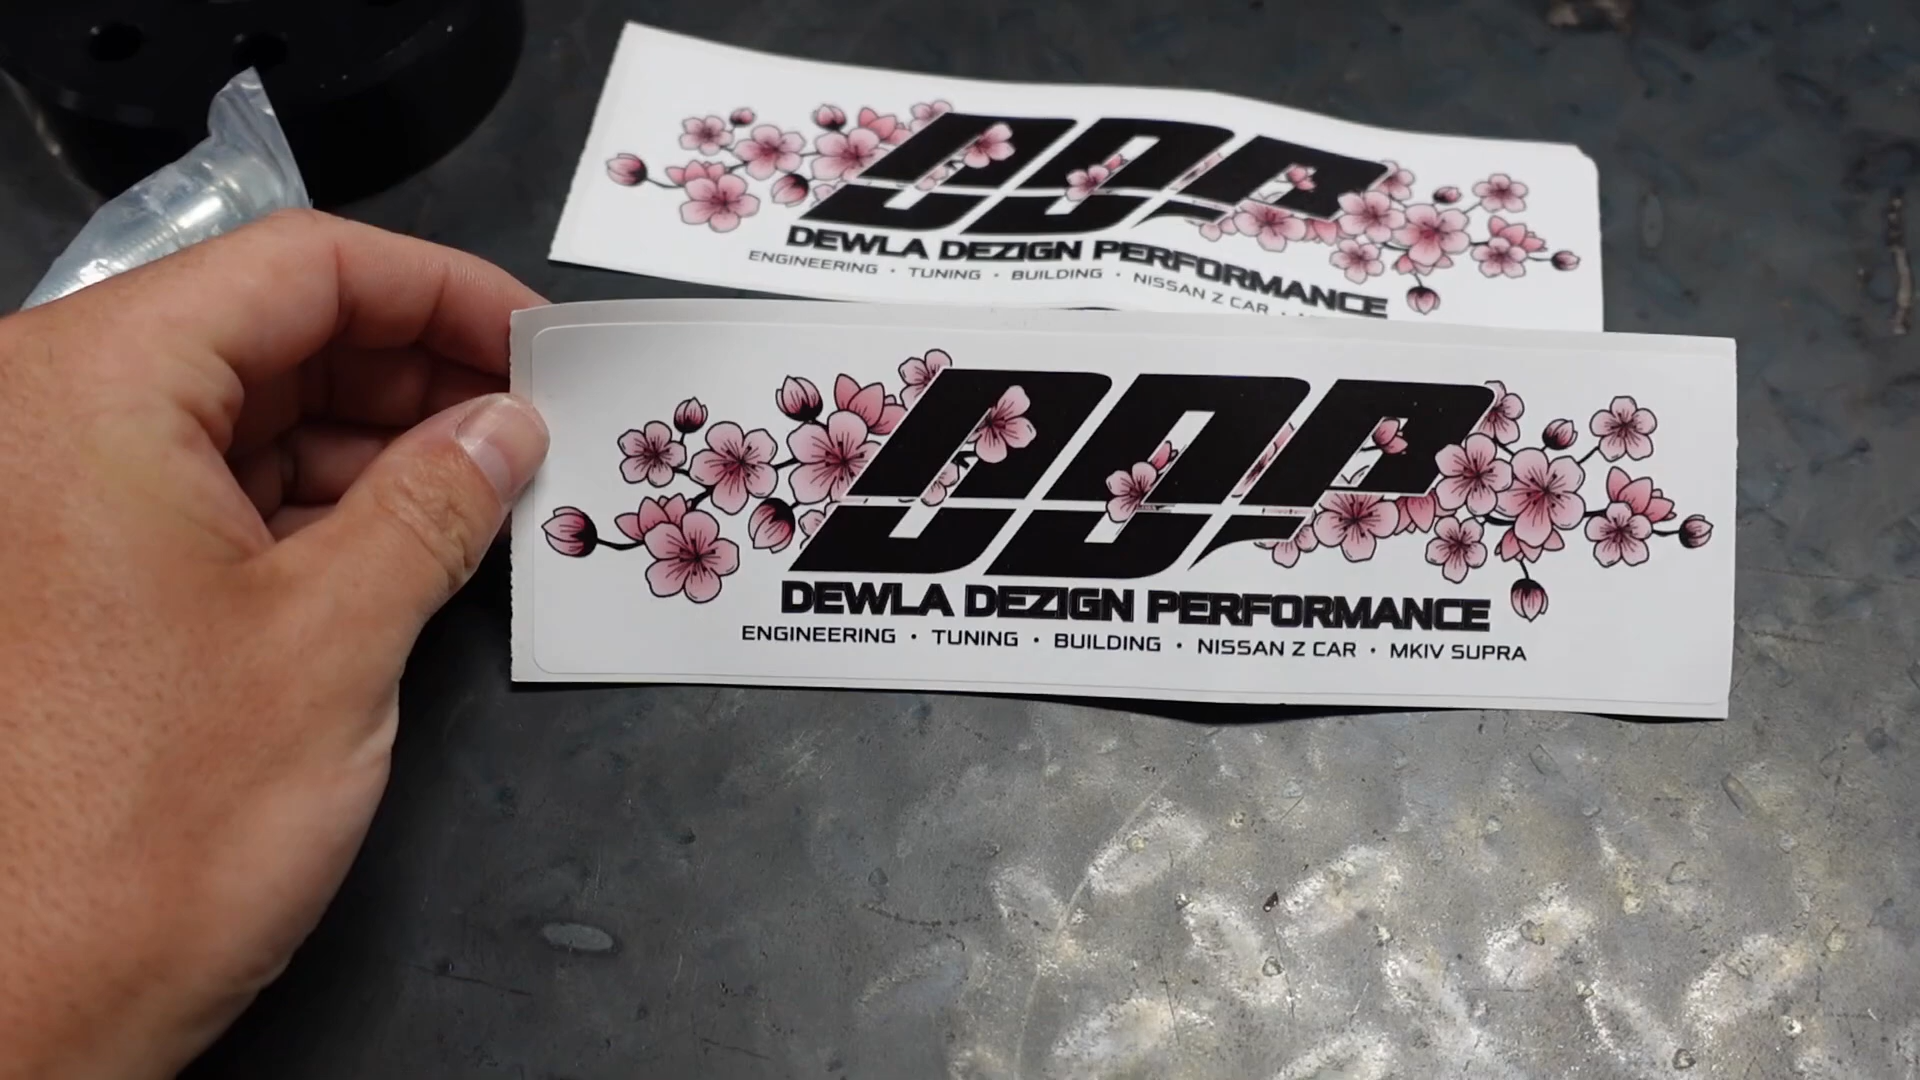 DDP
DEWLA DEZIGN PERFORMANCE
ENGINEERING • TUNING • BUILDING • NISSAN Z CAR •
DDP
DEWLA DEZIGN PERFORMANCE
ENGINEERING • TUNING • BUILDING • NISSAN Z CAR • MKIV SUPRA